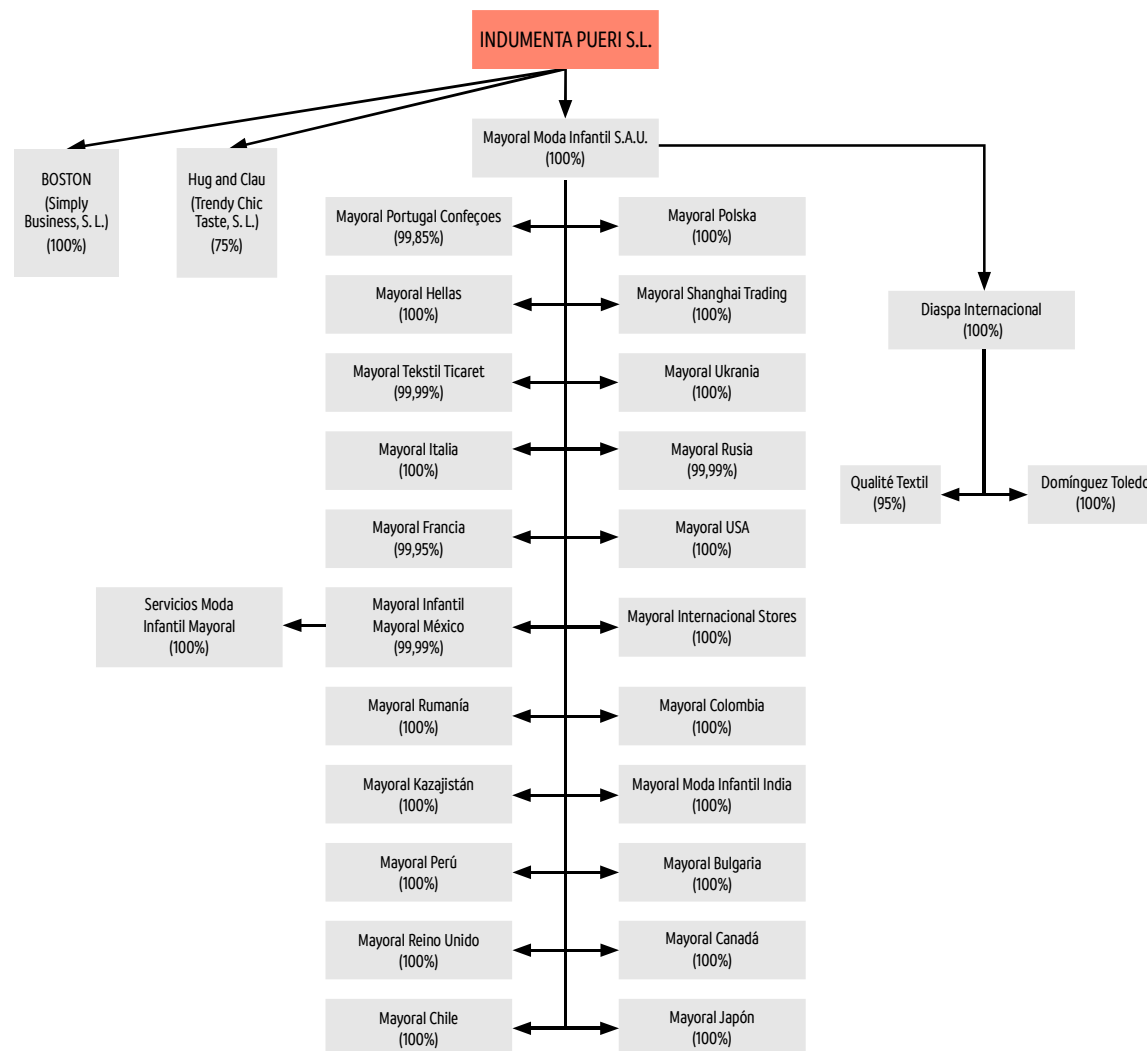 INDUMENTA PUERI S.L.
Mayoral Moda Infantil S.A.U.
(100%)
BOSTON
(Simply
Business, S. L.)
(100%)
Hug and Clau
(Trendy Chic
Taste, S. L.)
(75%)
Mayoral Portugal Confeçoes
(99,85%)
Mayoral Polska
(100%)
Mayoral Hellas
(100%)
Mayoral Shanghai Trading
(100%)
Diaspa Internacional
(100%)
Mayoral Tekstil Ticaret
(99,99%)
Mayoral Ukrania
(100%)
Mayoral Italia
(100%)
Mayoral Rusia
(99,99%)
Qualité Textil
(95%)
Domínguez Toledo
(100%)
Mayoral Francia
(99,95%)
Mayoral USA
(100%)
Servicios Moda
Infantil Mayoral
(100%)
Mayoral Infantil
Mayoral México
(99,99%)
Mayoral Internacional Stores
(100%)
Mayoral Rumanía
(100%)
Mayoral Colombia
(100%)
Mayoral Kazajistán
(100%)
Mayoral Moda Infantil India
(100%)
Mayoral Perú
(100%)
Mayoral Bulgaria
(100%)
Mayoral Reino Unido
(100%)
Mayoral Canadá
(100%)
Mayoral Chile
(100%)
Mayoral Japón
(100%)